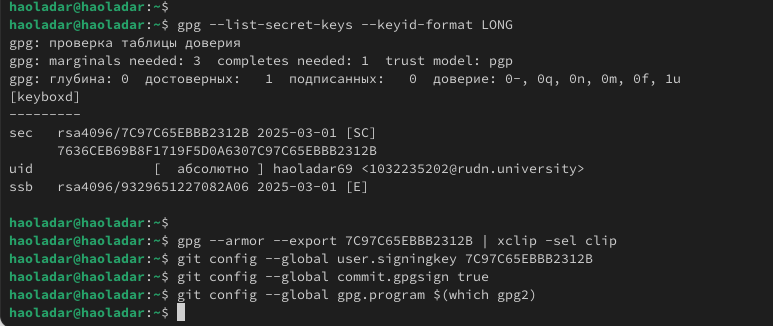 haoladar@haoladar:~$
haoladar@haoladar:~$ gpg --list-secret-keys --keyid-format LONG
gpg: проверка таблицы доверия
gpg: marginals needed: 3  completes needed: 1  trust model: pgp
gpg: глубина: 0  достоверных:   1  подписанных:   0  доверие: 0-, 0q, 0n, 0m, 0f, 1u
[keyboxd]
---------
sec   rsa4096/7C97C65EBBB2312B 2025-03-01 [SC]
      7636CEB69B8F1719F5D0A6307C97C65EBBB2312B
uid                 [  абсолютно ] haoladar69 <1032235202@rudn.university>
ssb   rsa4096/9329651227082A06 2025-03-01 [E]

haoladar@haoladar:~$
haoladar@haoladar:~$ gpg --armor --export 7C97C65EBBB2312B | xclip -sel clip
haoladar@haoladar:~$ git config --global user.signingkey 7C97C65EBBB2312B
haoladar@haoladar:~$ git config --global commit.gpgsign true
haoladar@haoladar:~$ git config --global gpg.program $(which gpg2)
haoladar@haoladar:~$